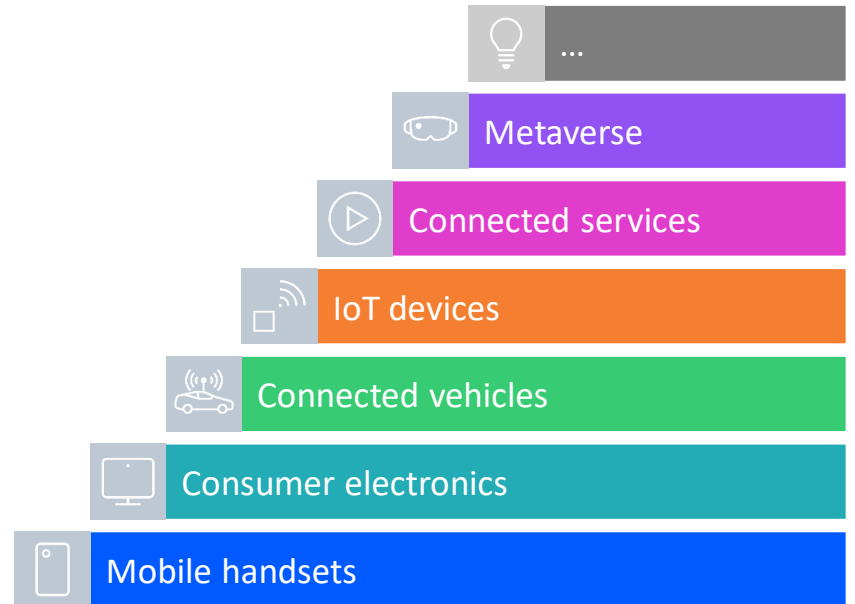 ...
Metaverse
Connected services
IoT devices
Connected vehicles
Consumer electronics
Mobile handsets